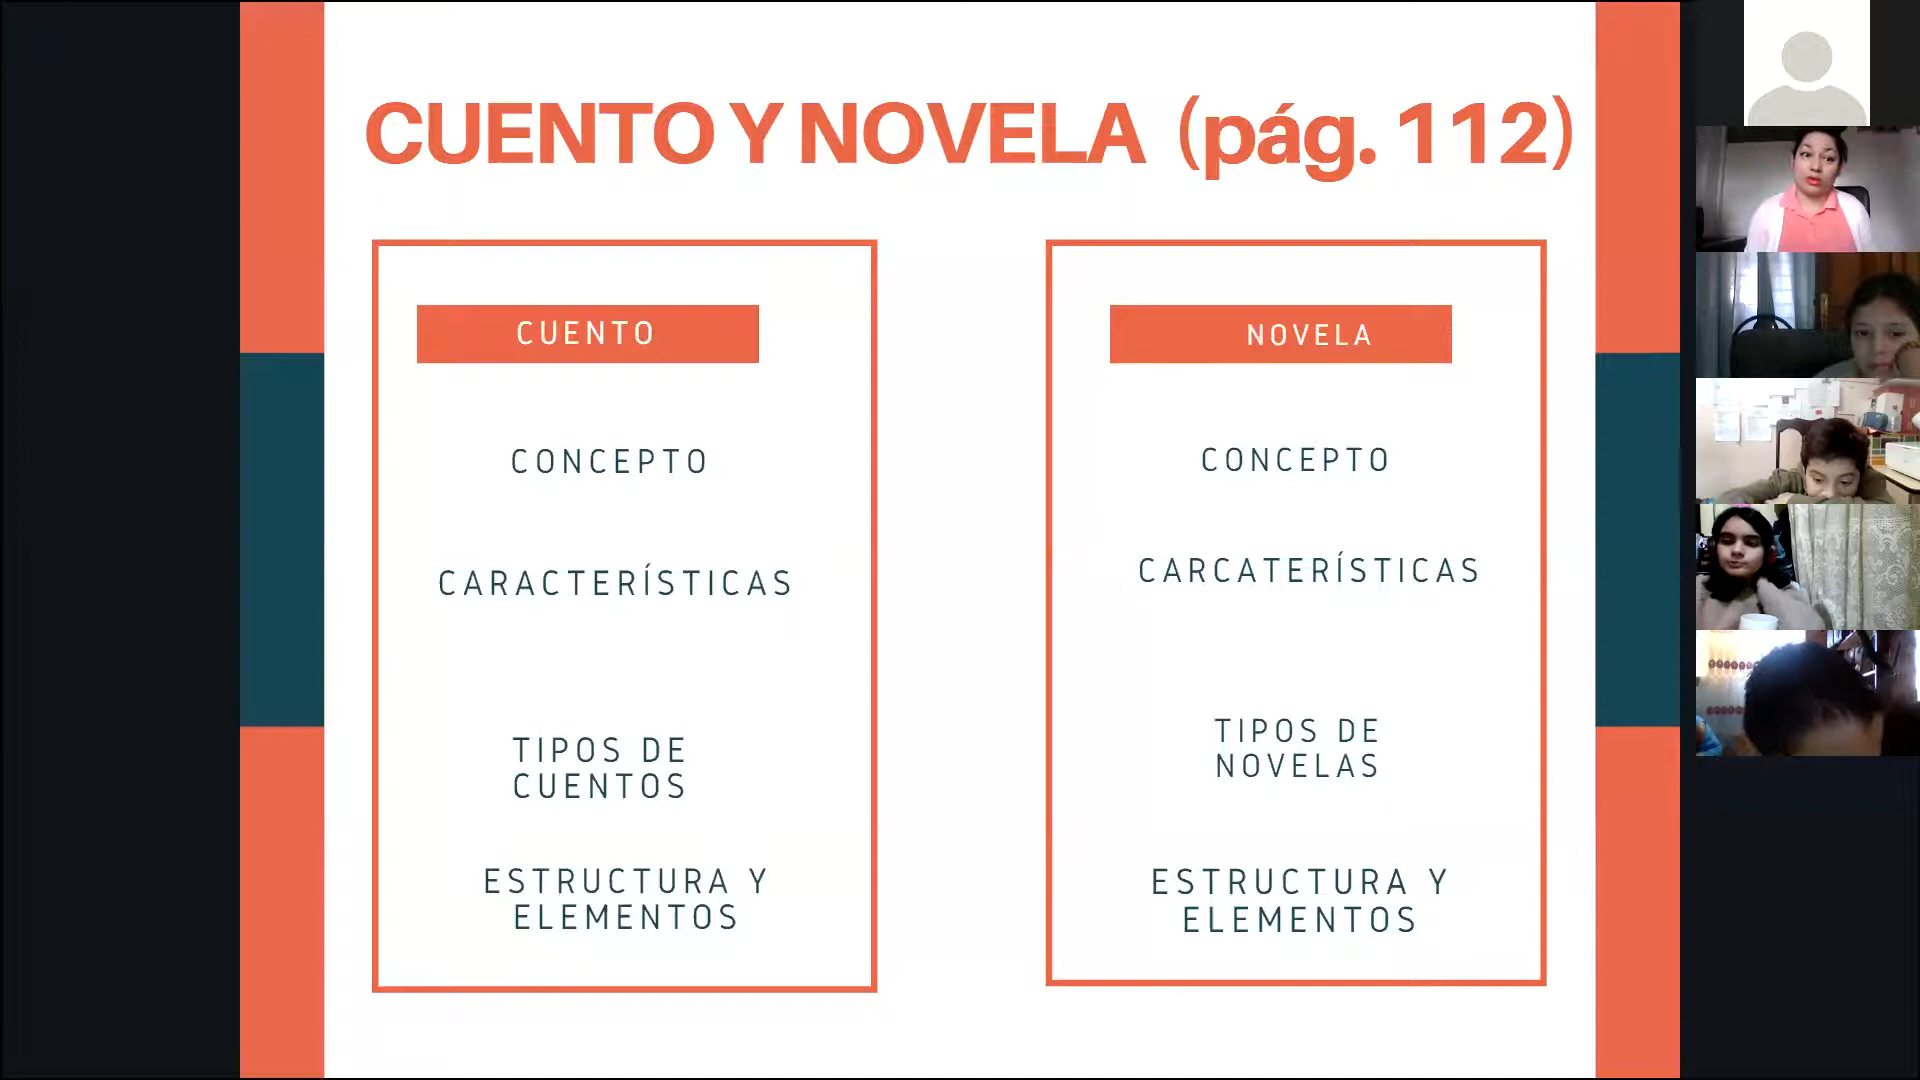 CUENTO Y NOVELA (pág. 112)
CUENTO
CONCEPTO
CARACTERÍSTICAS
TIPOS DE
CUENTOS
ESTRUCTURA Y
ELEMENTOS
NOVELA
CONCEPTO
CARCATERÍSTICAS
TIPOS DE
NOVELAS
ESTRUCTURA Y
ELEMENTOS